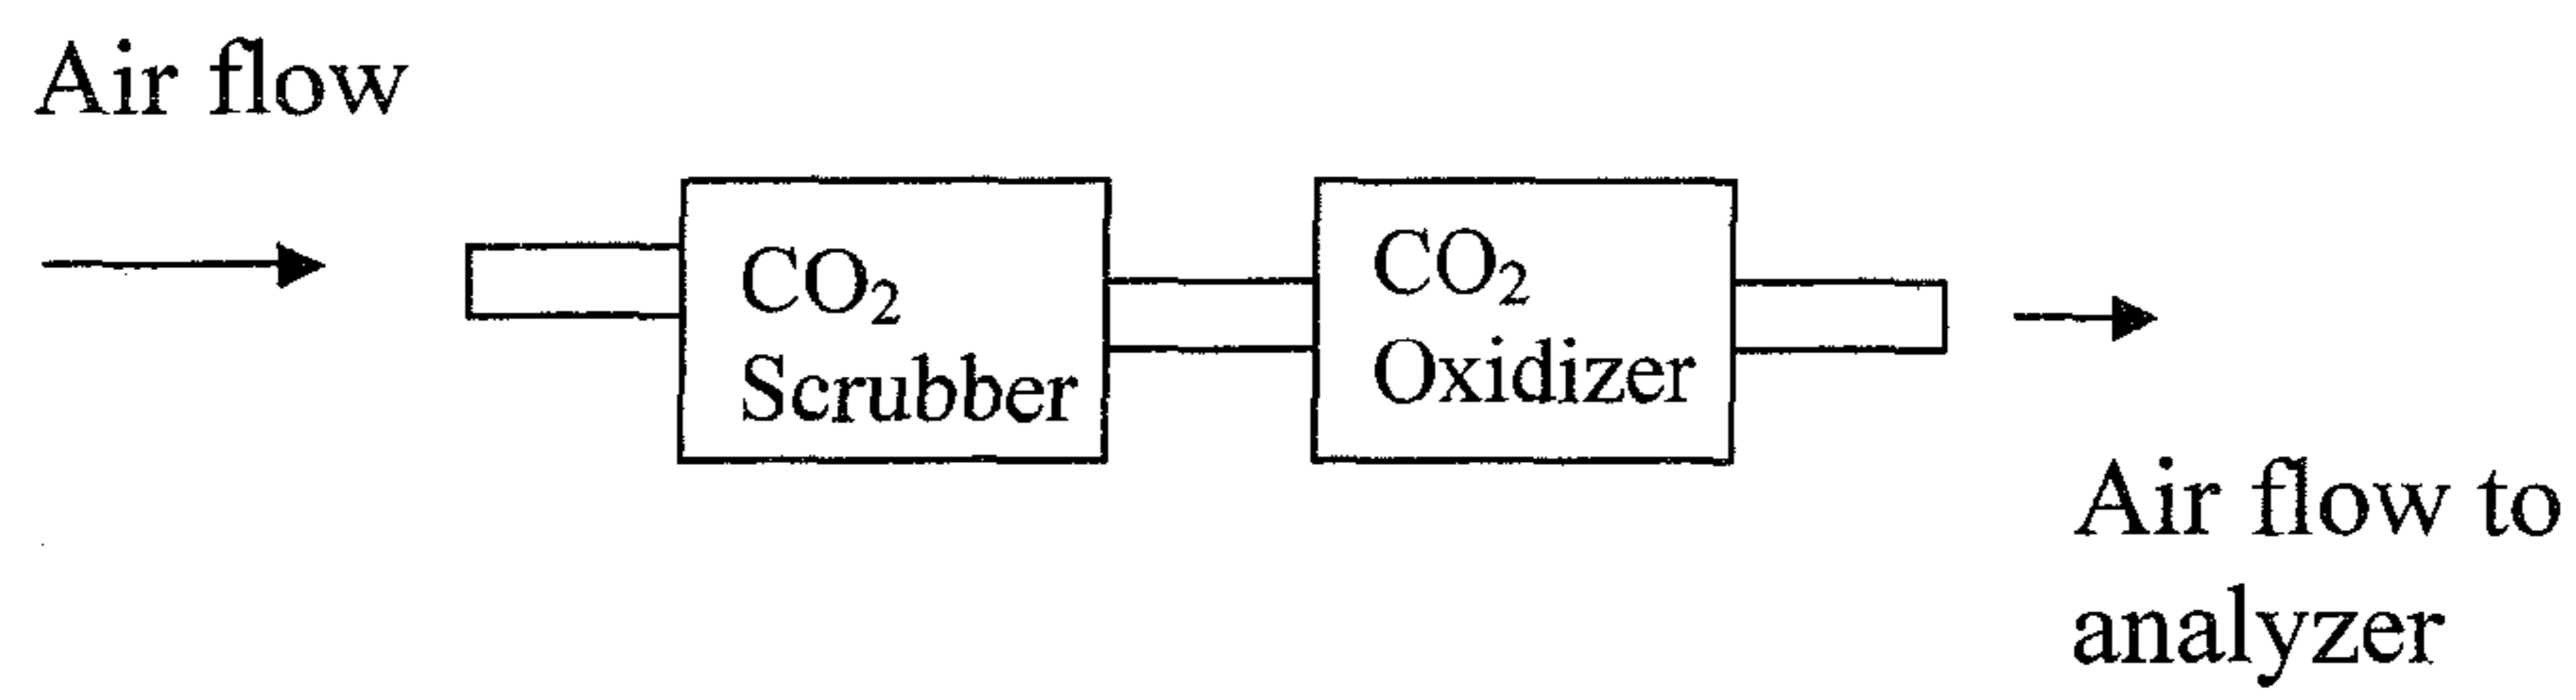 Air flow
CO₂
Scrubber
CO₂
Oxidizer
Air flow to
analyzer